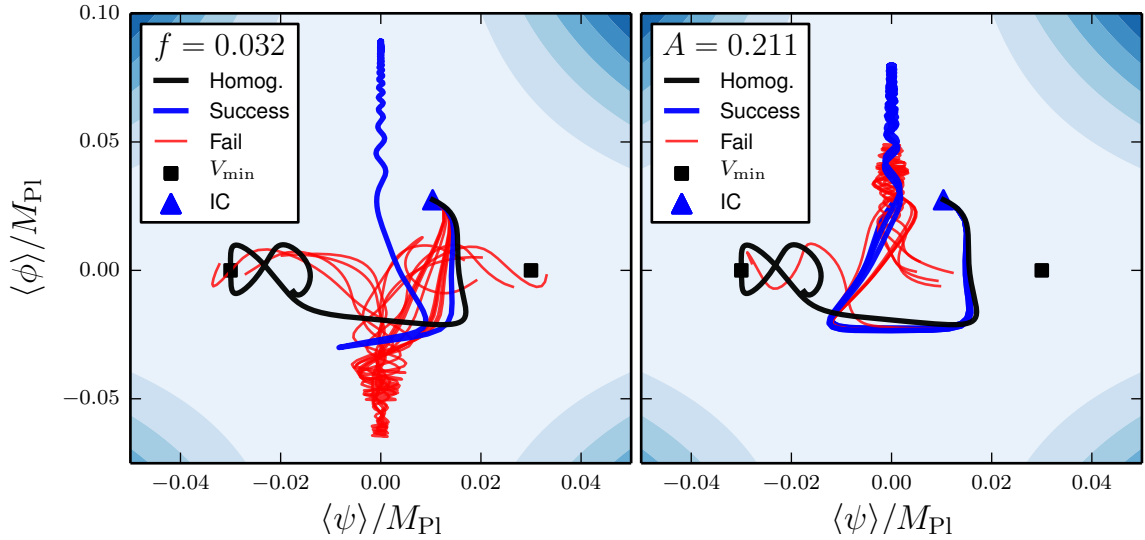 f = 0.032
Homog.
Success
Fail
V_min
IC
A = 0.211
Homog.
Success
Fail
V_min
IC
0.10
0.05
0.00
−0.05
⟨ϕ⟩/M_Pl
−0.04 −0.02 0.00 0.02 0.04
−0.04 −0.02 0.00 0.02 0.04
⟨ψ⟩/M_Pl
⟨ψ⟩/M_Pl